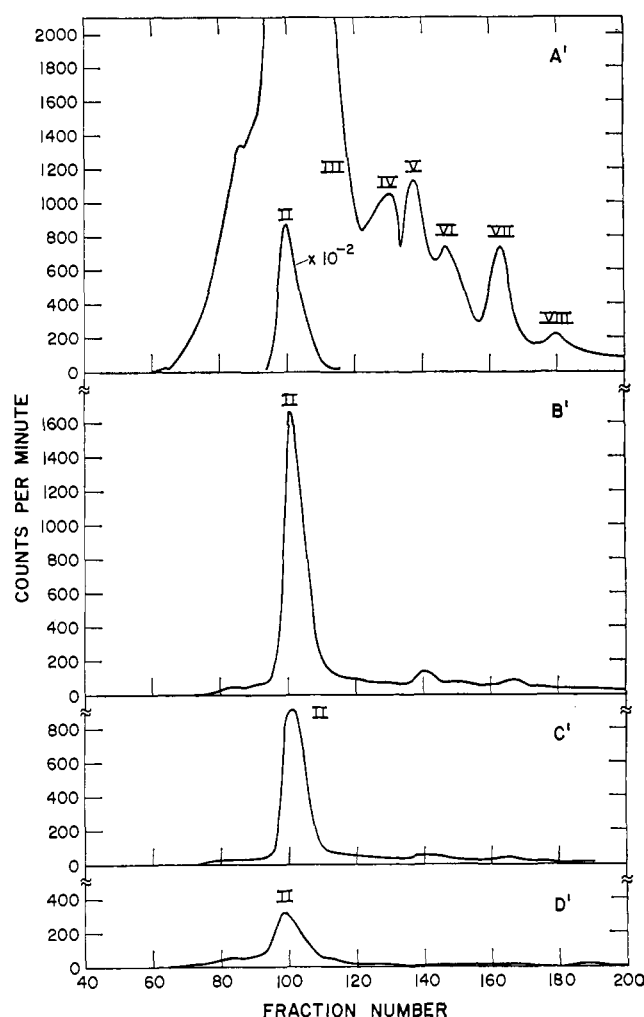 2000
1800
1600
1400
1200
1000
800
600
400
200
0
A'
III
IV
V
VI
VII
VIII
II
x 10⁻²
COUNTS PER MINUTE
1600
1400
1200
1000
800
600
400
200
0
II
B'
800
600
400
200
0
II
C'
400
200
0
II
D'
40 60 80 100 120 140 160 180 200
FRACTION NUMBER